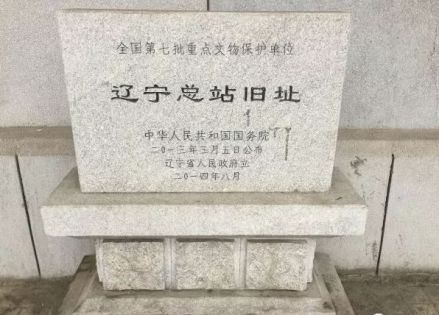 全国第七批重点文物保护单位
辽宁总站旧址
中华人民共和国国务院
二〇一三年三月五日公布
辽宁省人民政府立
二〇一四年八月